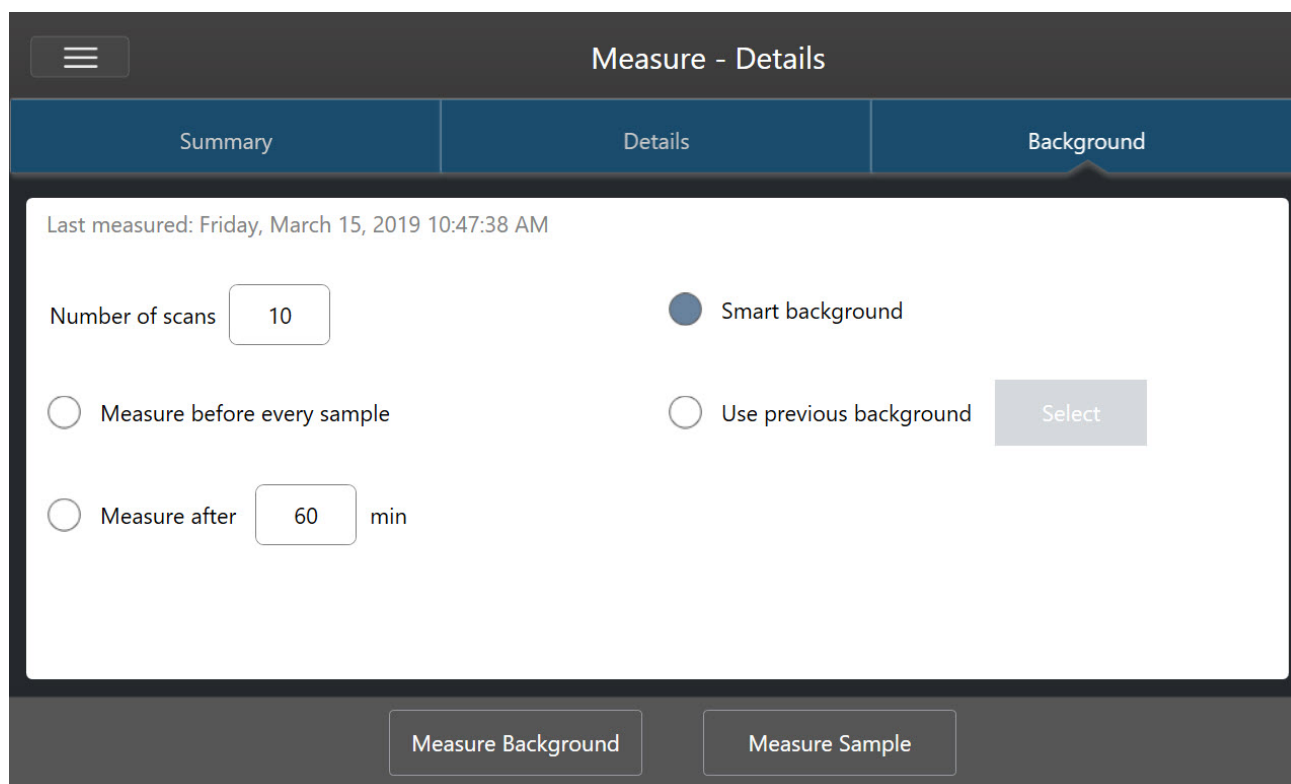 Measure - Details
Summary
Details
Background
Last measured: Friday, March 15, 2019 10:47:38 AM
Number of scans 10
Smart background
Measure before every sample
Use previous background Select
Measure after 60 min
Measure Background
Measure Sample